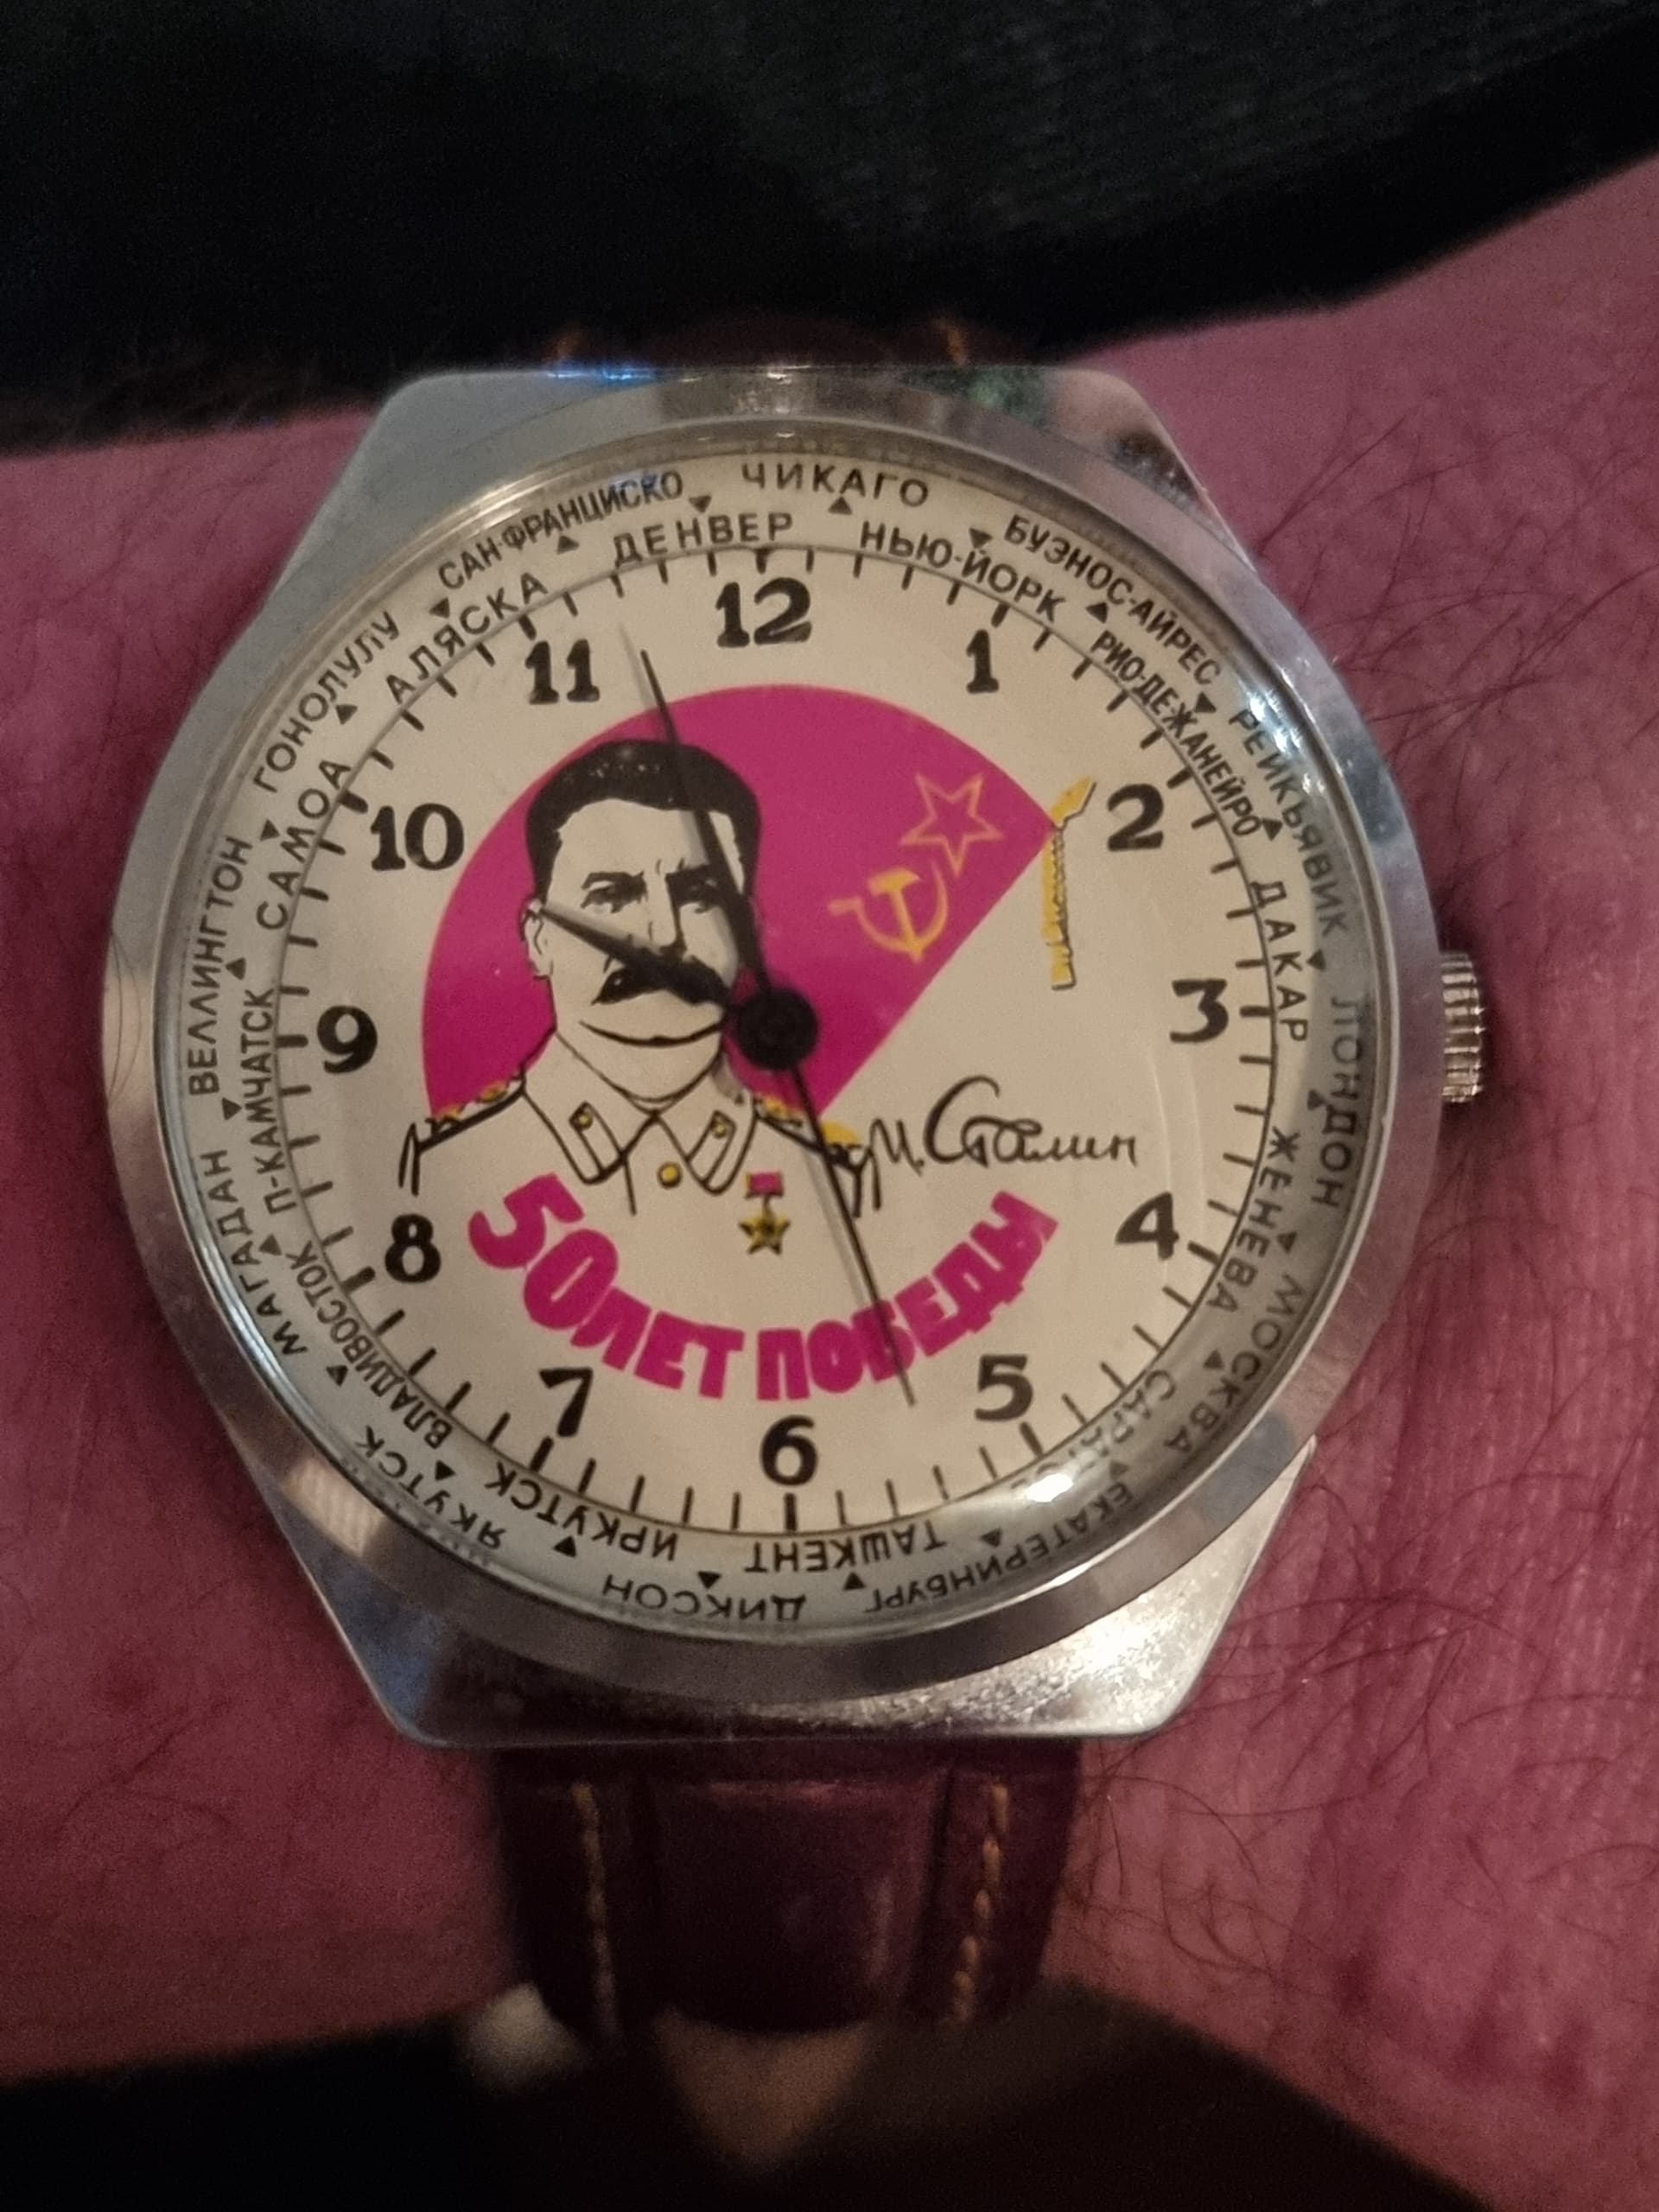 ЧИКАГО
БУЭНОС-АЙРЕС
РЕЙКЬЯВИК
ЛОНДОН
МОСКВА
ЕКАТЕРИНБУРГ
ДИКСОН
ЯКУТСК
МАГАДАН
ВЕЛЛИНГТОН
ГОНОЛУЛУ
САН-ФРАНЦИСКО
ДЕНВЕР
НЬЮ-ЙОРК
РИО-ДЕ-ЖАНЕЙРО
ДАКАР
ЖЕНЕВА
ТАШКЕНТ
ИРКУТСК
ВЛАДИВОСТОК
П-КАМЧАТСК
САМОА
АЛЯСКА
12
1
2
3
4
5
6
7
8
9
10
11
И. Сталин
50 ЛЕТ ПОБЕДЫ